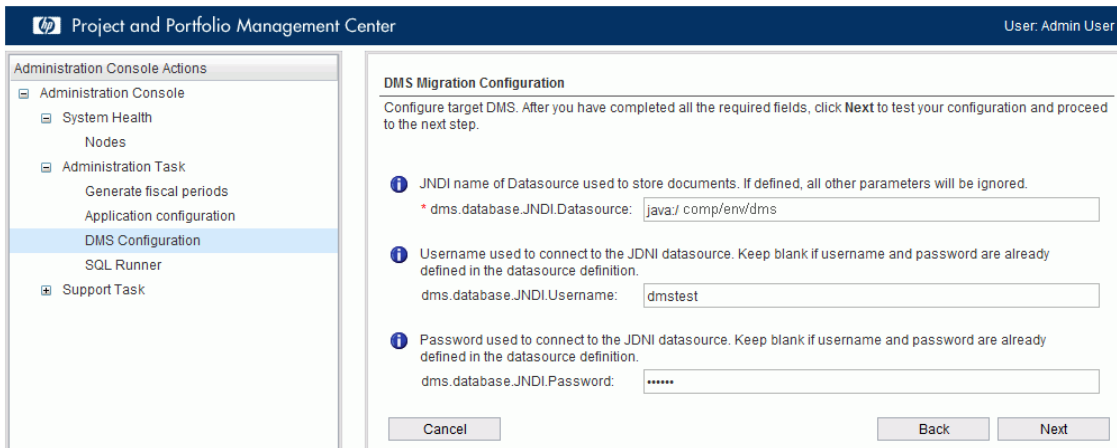 hp Project and Portfolio Management Center
User: Admin User
Administration Console Actions
Administration Console
System Health
Nodes
Administration Task
Generate fiscal periods
Application configuration
DMS Configuration
SQL Runner
Support Task
DMS Migration Configuration
Configure target DMS. After you have completed all the required fields, click Next to test your configuration and proceed
to the next step.
JNDI name of Datasource used to store documents. If defined, all other parameters will be ignored.
* dms.database.JNDI.Datasource: java:/ comp/env/dms
Username used to connect to the JDNI datasource. Keep blank if username and password are already
defined in the datasource definition.
dms.database.JNDI.Username: dmstest
Password used to connect to the JDNI datasource. Keep blank if username and password are already
defined in the datasource definition.
dms.database.JNDI.Password: ••••••
Cancel
Back
Next